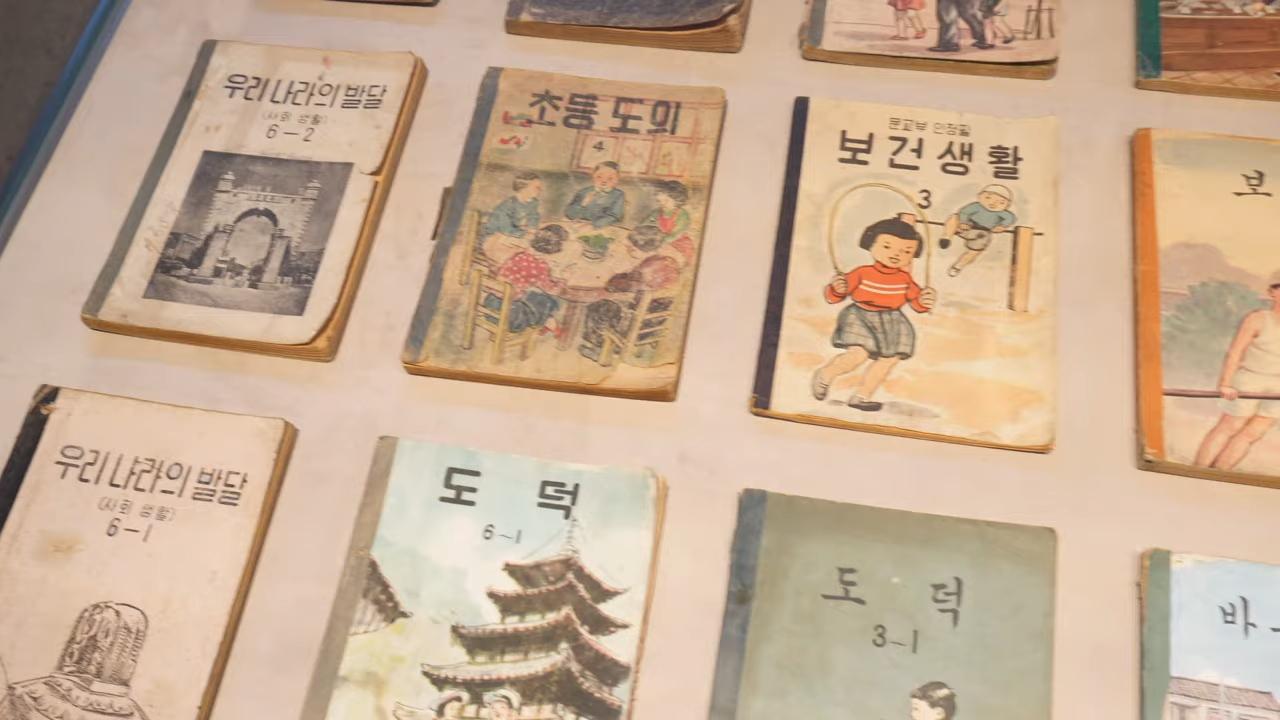 우리 나라의 발달
(사회 생활)
6-2
초등 도의
4
문교부 인정필
보건생활
3
보
우리 나라의 발달
(사회 생활)
6-1
도 덕
6-1
도 덕
3-1
바